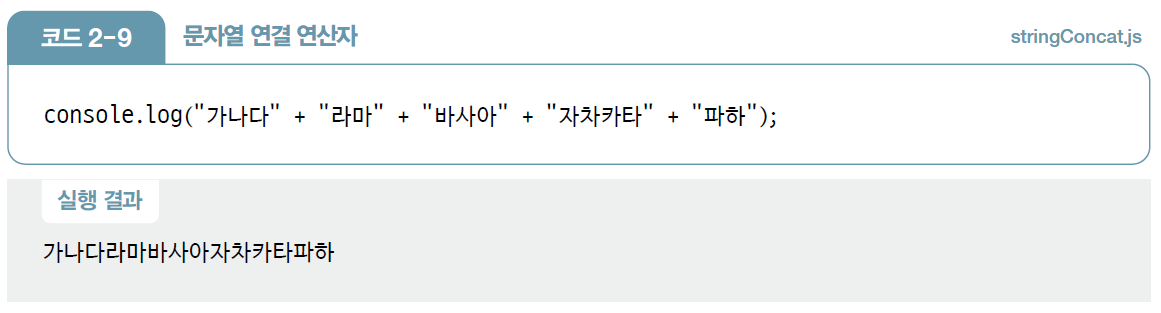 코드 2-9 문자열 연결 연산자 stringConcat.js
console.log("가나다" + "라마" + "바사아" + "자차카타" + "파하");
실행 결과
가나다라마바사아자차카타파하